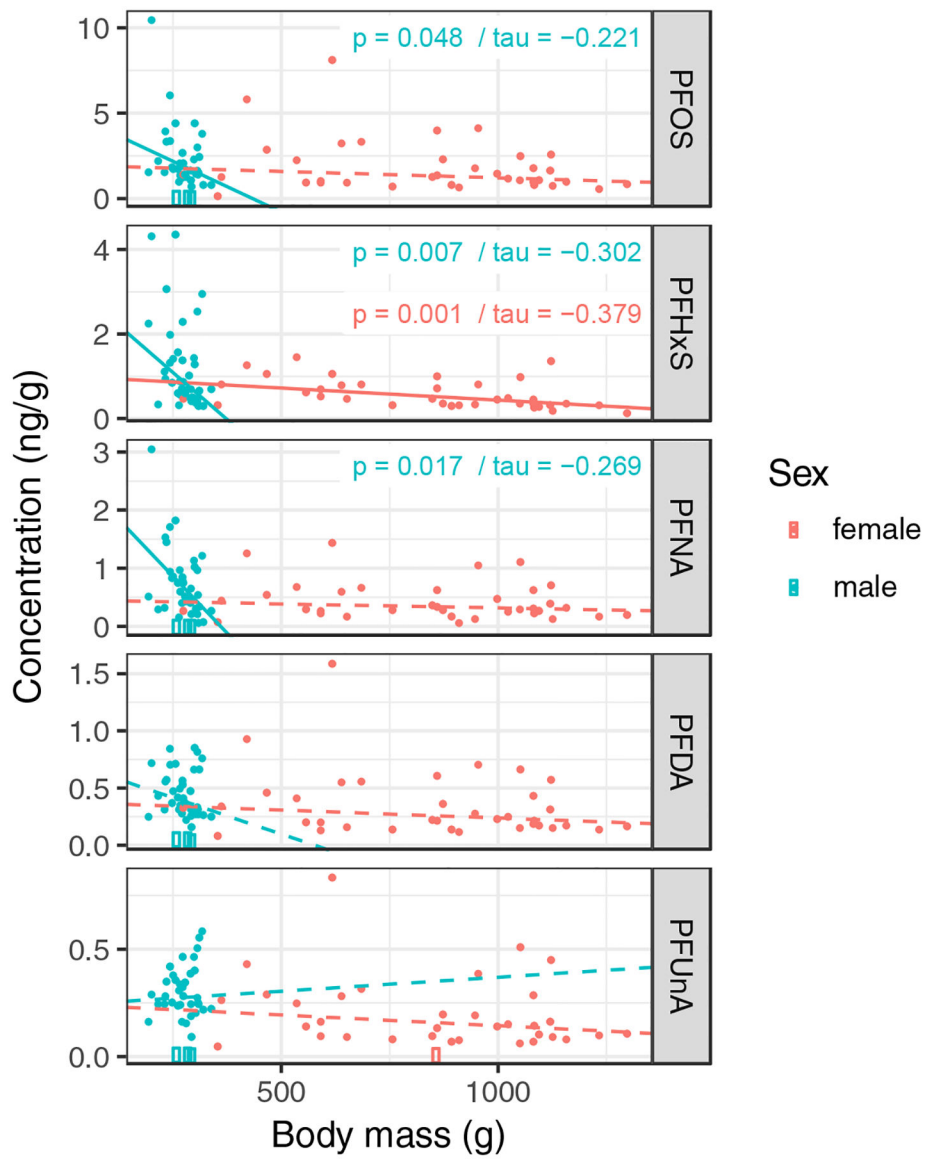 10
5
0
p = 0.048 / tau = −0.221
PFOS
4
2
0
p = 0.007 / tau = −0.302
p = 0.001 / tau = −0.379
PFHxS
3
2
1
0
p = 0.017 / tau = −0.269
PFNA
1.5
1.0
0.5
0.0
PFDA
0.5
0.0
PFUnA
500 1000
Body mass (g)
Concentration (ng/g)
Sex
female
male